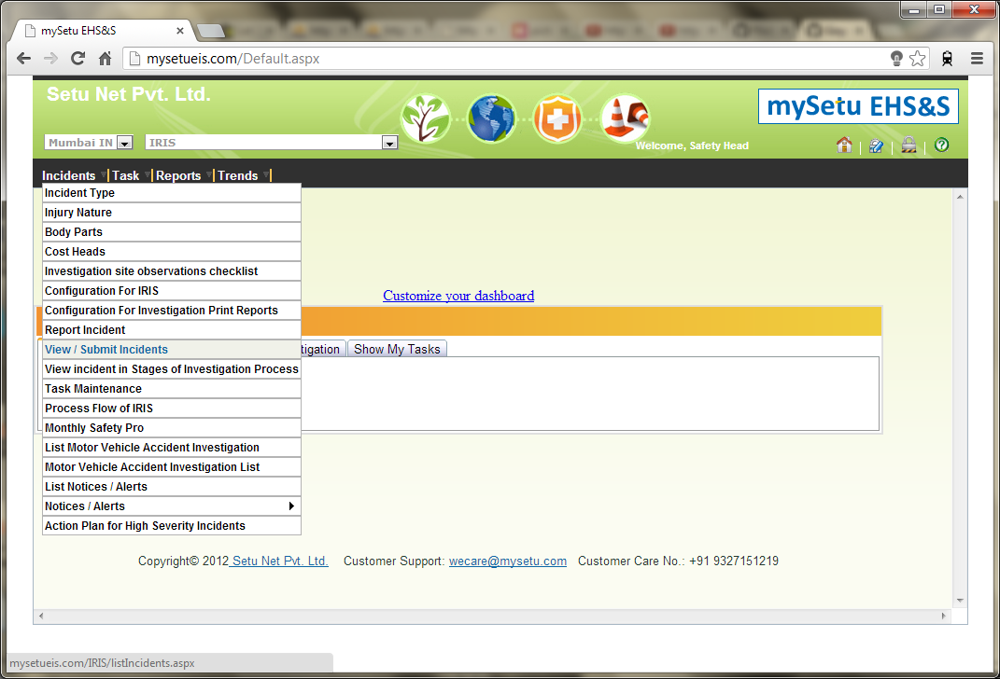 mySetu EHS&S
mysetueis.com/Default.aspx
Setu Net Pvt. Ltd.
mySetu EHS&S
Mumbai IN
IRIS
Welcome, Safety Head
Incidents Task Reports Trends
Incident Type
Injury Nature
Body Parts
Cost Heads
Investigation site observations checklist
Configuration For IRIS
Customize your dashboard
Configuration For Investigation Print Reports
Report Incident
View / Submit Incidents
tigation Show My Tasks
View incident in Stages of Investigation Process
Task Maintenance
Process Flow of IRIS
Monthly Safety Pro
List Motor Vehicle Accident Investigation
Motor Vehicle Accident Investigation List
List Notices / Alerts
Notices / Alerts
Action Plan for High Severity Incidents
Copyright© 2012 Setu Net Pvt. Ltd. Customer Support: wecare@mysetu.com Customer Care No.: +91 9327151219
mysetueis.com/IRIS/listIncidents.aspx